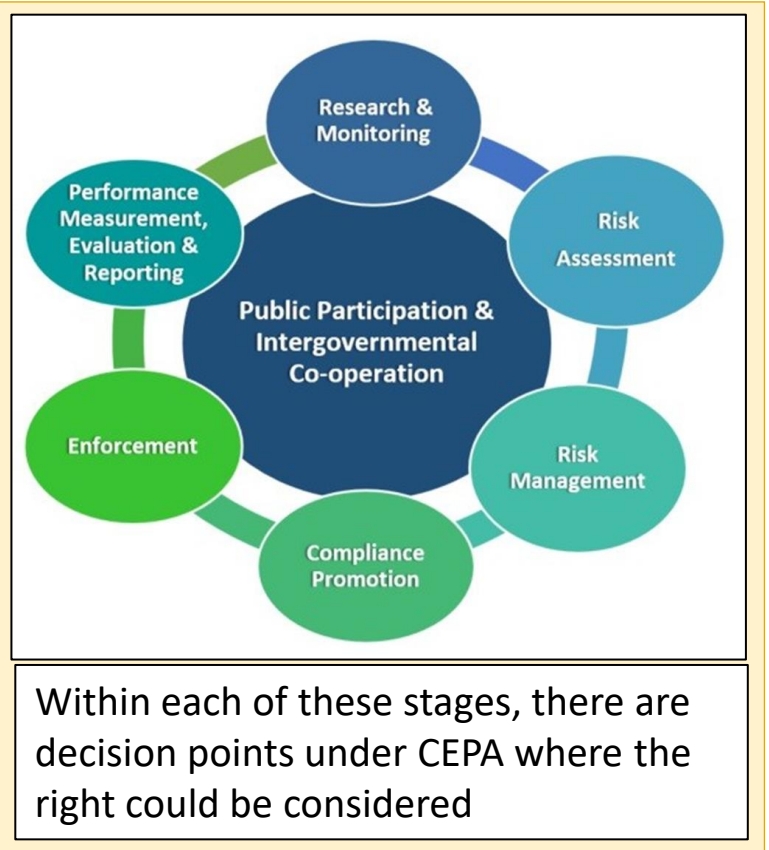 Research &
Monitoring
Risk
Assessment
Risk
Management
Compliance
Promotion
Enforcement
Performance
Measurement,
Evaluation &
Reporting
Public Participation &
Intergovernmental
Co-operation
Within each of these stages, there are
decision points under CEPA where the
right could be considered